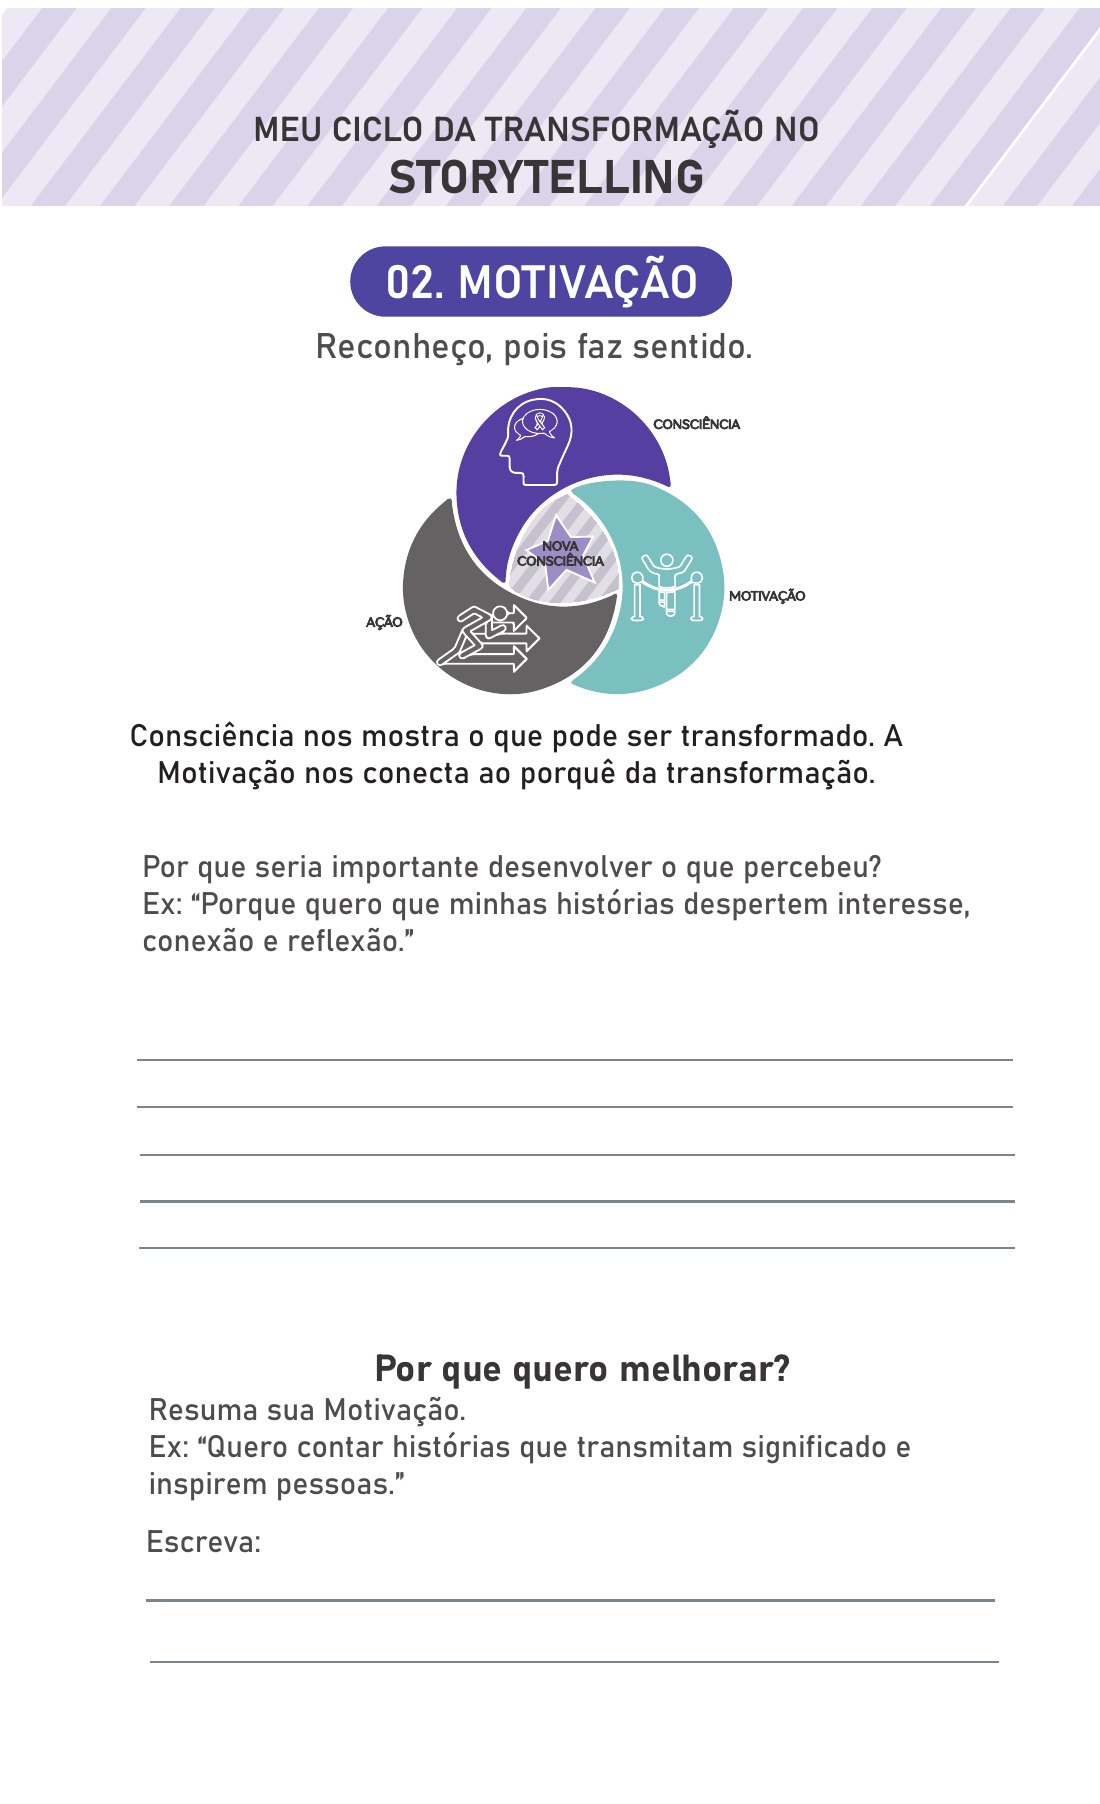 MEU CICLO DA TRANSFORMAÇÃO NO
STORYTELLING
02. MOTIVAÇÃO
Reconheço, pois faz sentido.
CONSCIÊNCIA
NOVA
CONSCIÊNCIA
MOTIVAÇÃO
AÇÃO
Consciência nos mostra o que pode ser transformado. A
Motivação nos conecta ao porquê da transformação.
Por que seria importante desenvolver o que percebeu?
Ex: “Porque quero que minhas histórias despertem interesse,
conexão e reflexão.”
Por que quero melhorar?
Resuma sua Motivação.
Ex: “Quero contar histórias que transmitam significado e
inspirem pessoas.”
Escreva: